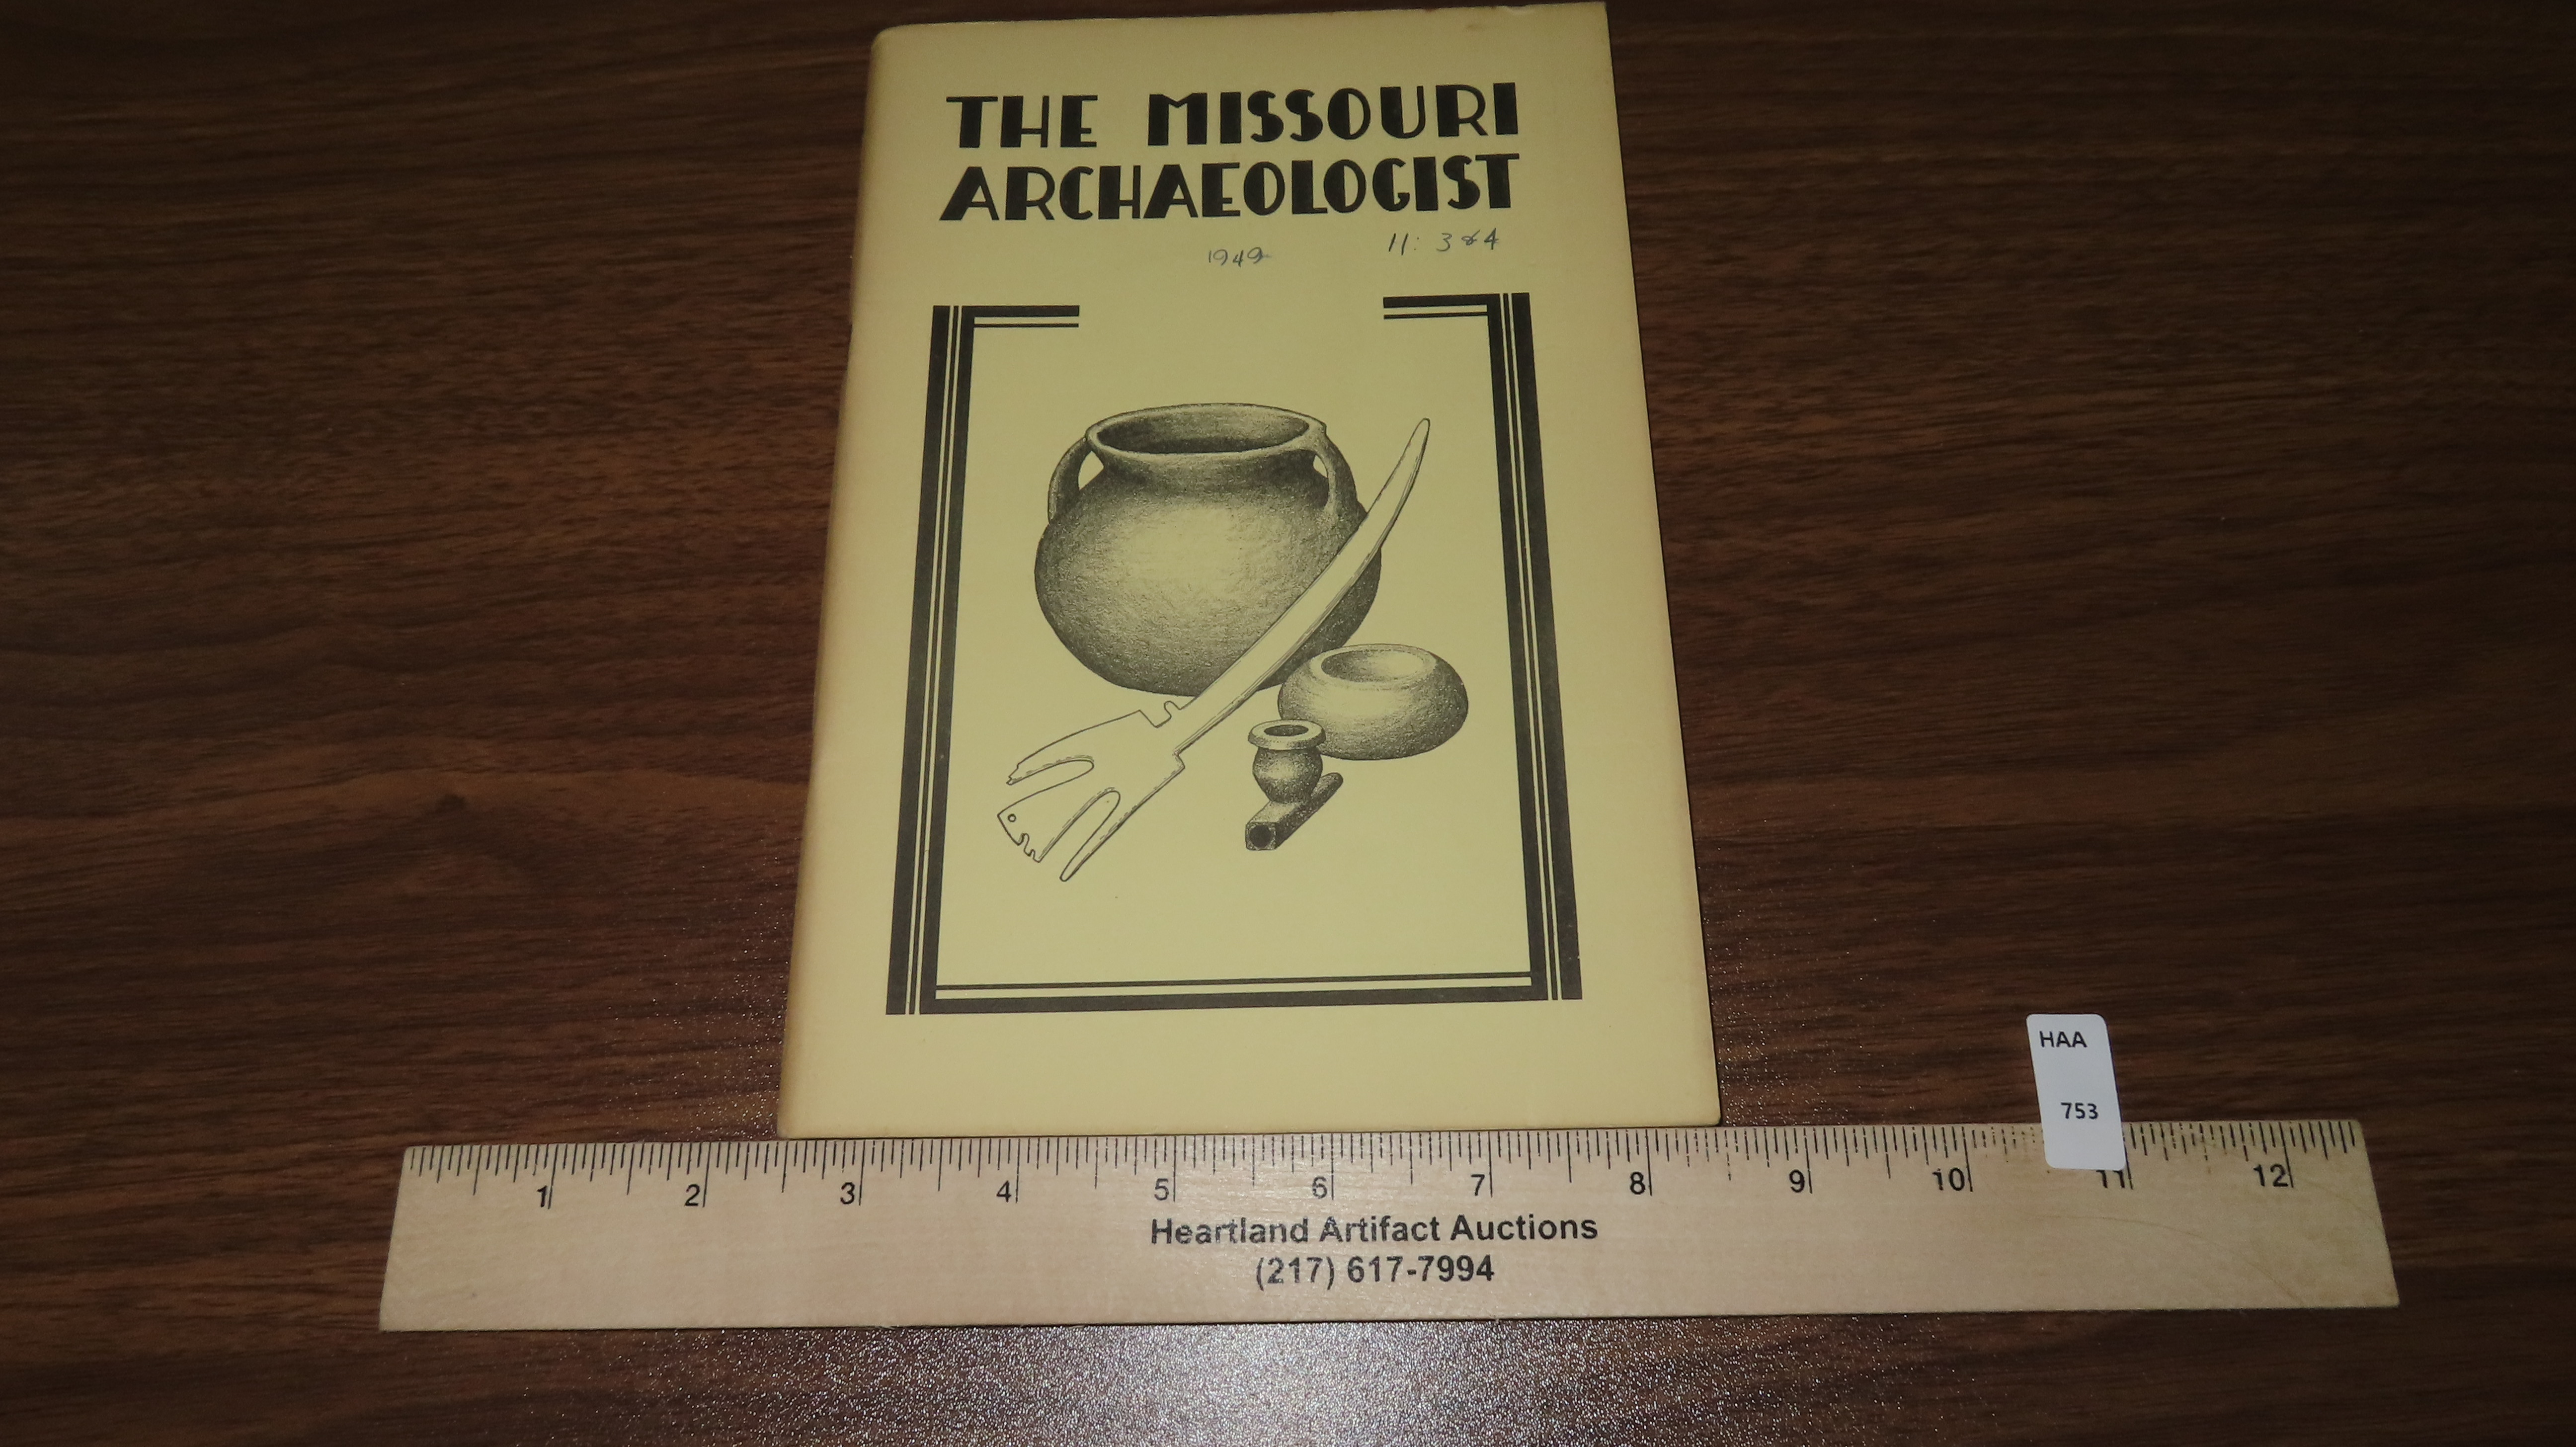 THE MISSOURI
ARCHAEOLOGIST
1949 11: 3&4
HAA
753
1 2 3 4 5 6 7 8 9 10 11 12
Heartland Artifact Auctions
(217) 617-7994